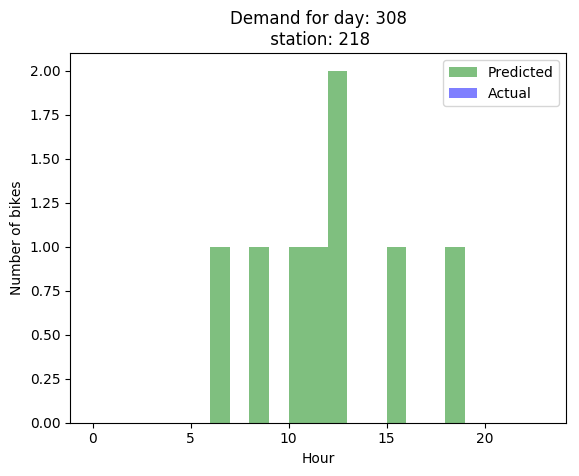 Demand for day: 308
station: 218
Predicted
Actual
2.00
1.75
1.50
1.25
1.00
0.75
0.50
0.25
0.00
Number of bikes
0 5 10 15 20
Hour